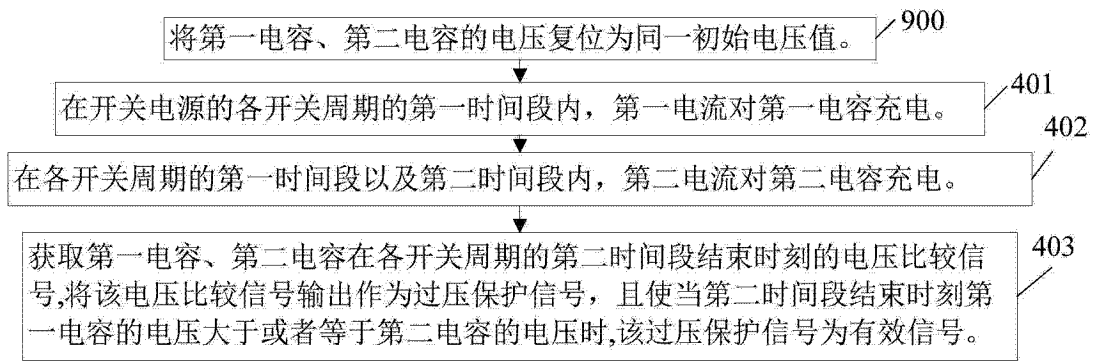 将第一电容、第二电容的电压复位为同一初始电压值。
900
在开关电源的各开关周期的第一时间段内，第一电流对第一电容充电。
401
在各开关周期的第一时间段以及第二时间段内，第二电流对第二电容充电。
402
获取第一电容、第二电容在各开关周期的第二时间段结束时刻的电压比较信
号,将该电压比较信号输出作为过压保护信号，且使当第二时间段结束时刻第
一电容的电压大于或者等于第二电容的电压时,该过压保护信号为有效信号。
403